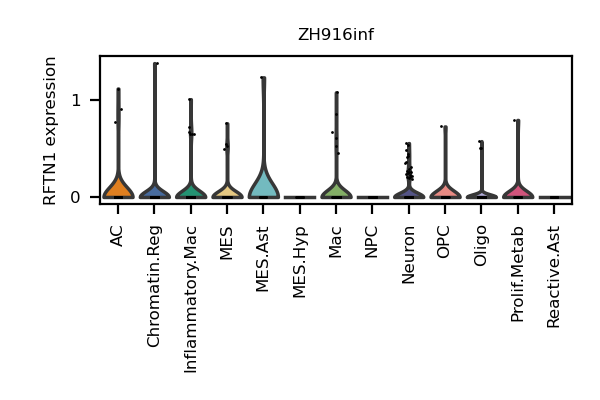 ZH916inf
RFTN1 expression
1
0
AC
Chromatin.Reg
Inflammatory.Mac
MES
MES.Ast
MES.Hyp
Mac
NPC
Neuron
OPC
Oligo
Prolif.Metab
Reactive.Ast